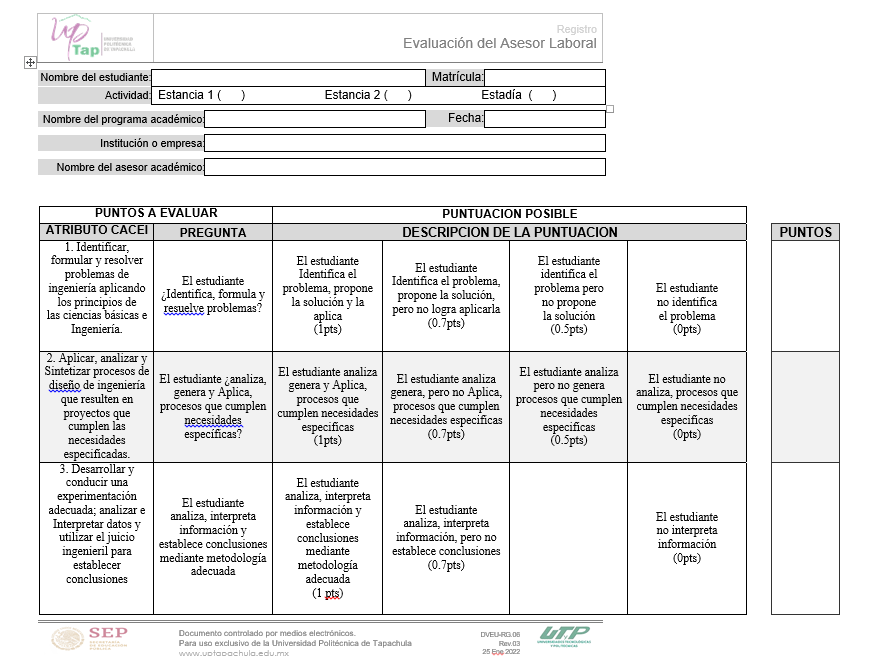 up
Tap
UNIVERSIDAD
POLITÉCNICA
DE TAPACHULA
Registro
Evaluación del Asesor Laboral
Nombre del estudiante:
Matrícula:
Actividad: Estancia 1 ( ) Estancia 2 ( ) Estadía ( )
Nombre del programa académico:
Fecha:
Institución o empresa:
Nombre del asesor académico:
PUNTOS A EVALUAR
PUNTUACION POSIBLE
ATRIBUTO CACEI
PREGUNTA
DESCRIPCION DE LA PUNTUACION
PUNTOS
1. Identificar,
formular y resolver
problemas de
ingeniería aplicando
los principios de
las ciencias básicas e
Ingeniería.
El estudiante
¿Identifica, formula y
resuelve problemas?
El estudiante
Identifica el
problema, propone
la solución y la
aplica
(1pts)
El estudiante
Identifica el problema,
propone la solución,
pero no logra aplicarla
(0.7pts)
El estudiante
identifica el
problema pero
no propone
la solución
(0.5pts)
El estudiante
no identifica
el problema
(0pts)
2. Aplicar, analizar y
Sintetizar procesos de
diseño de ingeniería
que resulten en
proyectos que
cumplen las
necesidades
especificadas.
El estudiante ¿analiza,
genera y Aplica,
procesos que cumplen
necesidades
específicas?
El estudiante analiza
genera y Aplica,
procesos que
cumplen necesidades
especificas
(1pts)
El estudiante analiza
genera, pero no Aplica,
procesos que cumplen
necesidades especificas
(0.7pts)
El estudiante analiza
pero no genera
procesos que cumplen
necesidades
especificas
(0.5pts)
El estudiante no
analiza, procesos que
cumplen necesidades
especificas
(0pts)
3. Desarrollar y
conducir una
experimentación
adecuada; analizar e
Interpretar datos y
utilizar el juicio
ingenieril para
establecer
conclusiones
El estudiante
analiza, interpreta
información y
establece conclusiones
mediante metodología
adecuada
El estudiante
analiza, interpreta
información y
establece
conclusiones
mediante
metodología
adecuada
(1 pts)
El estudiante
analiza, interpreta
información, pero no
establece conclusiones
(0.7pts)
El estudiante
no interpreta
información
(0pts)
SEP
Documento controlado por medios electrónicos.
Para uso exclusivo de la Universidad Politécnica de Tapachula
www.uptapachula.edu.mx
DVEU-RG.06
Rev.03
25 Ene 2022
UTP